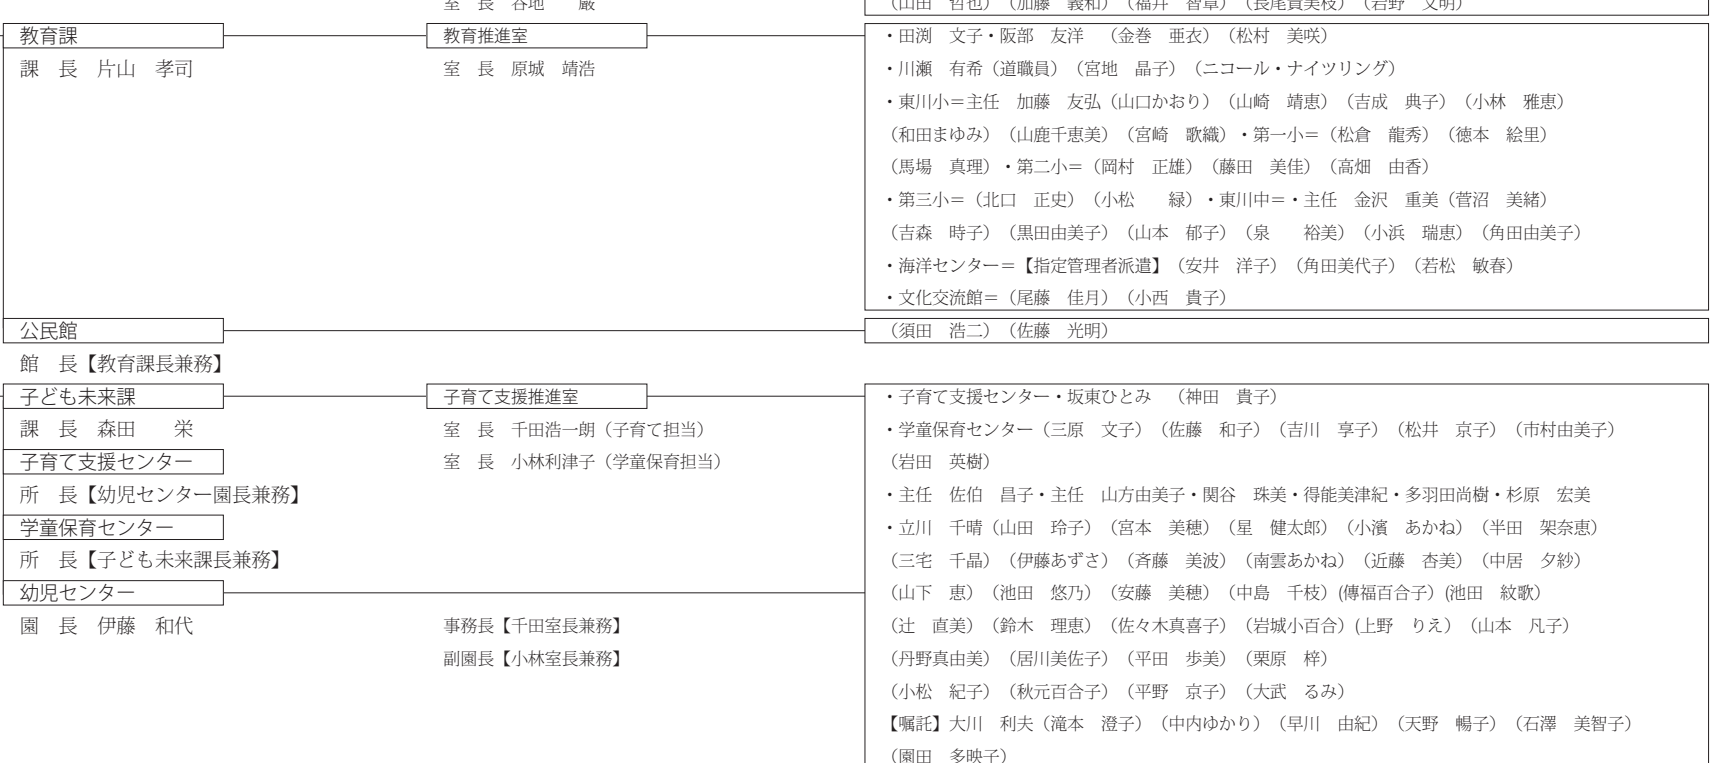 室　長 谷地　　巌
（山田　哲也）（加藤　義和）（福井　智章）（長尾貴美枝）（岩野　文明）
教育課
課　長　片山　孝司
教育推進室
室　長　原城　靖浩
・田渕　文子・阪部　友洋　（金巻　亜衣）（松村　美咲）
・川瀬　有希（道職員）（宮地　晶子）（ニコール・ナイツリング）
・東川小＝主任　加藤　友弘（山口かおり）（山崎　靖恵）（吉成　典子）（小林　雅恵）
（和田まゆみ）（山鹿千恵美）（宮崎　歌織）・第一小＝（松倉　龍秀）（徳本　絵里）
（馬場　真理）・第二小＝（岡村　正雄）（藤田　美佳）（高畑　由香）
・第三小＝（北口　正史）（小松　　緑）・東川中＝・主任　金沢　重美（菅沼　美緒）
（吉森　時子）（黒田由美子）（山本　郁子）（泉　　裕美）（小浜　瑞恵）（角田由美子）
・海洋センター＝【指定管理者派遣】（安井　洋子）（角田美代子）（若松　敏春）
・文化交流館＝（尾藤　佳月）（小西　貴子）
公民館
館　長【教育課長兼務】
（須田　浩二）（佐藤　光明）
子ども未来課
課　長　森田　　栄
子育て支援センター
所　長【幼児センター園長兼務】
学童保育センター
所　長【子ども未来課長兼務】
幼児センター
園　長　伊藤　和代
子育て支援推進室
室　長　千田浩一朗（子育て担当）
室　長　小林利津子（学童保育担当）
事務長【千田室長兼務】
副園長【小林室長兼務】
・子育て支援センター・坂東ひとみ　（神田　貴子）
・学童保育センター（三原　文子）（佐藤　和子）（吉川　享子）（松井　京子）（市村由美子）
（岩田　英樹）
・主任　佐伯　昌子・主任　山方由美子・関谷　珠美・得能美津紀・多羽田尚樹・杉原　宏美
・立川　千晴（山田　玲子）（宮本　美穂）（星　健太郎）（小濱　あかね）（半田　架奈恵）
（三宅　千晶）（伊藤あずさ）（斉藤　美波）（南雲あかね）（近藤　杏美）（中居　夕紗）
（山下　恵）（池田　悠乃）（安藤　美穂）（中島　千枝）(傳福百合子）(池田　紋歌）
（辻　直美）（鈴木　理恵）（佐々木真喜子）（岩城小百合）(上野　りえ）（山本　凡子）
（丹野真由美）（居川美佐子）（平田　歩美）（栗原　梓）
（小松　紀子）（秋元百合子）（平野　京子）（大武　るみ）
【嘱託】大川　利夫（滝本　澄子）（中内ゆかり）（早川　由紀）（天野　暢子）（石澤　美智子）
（園田　多映子）